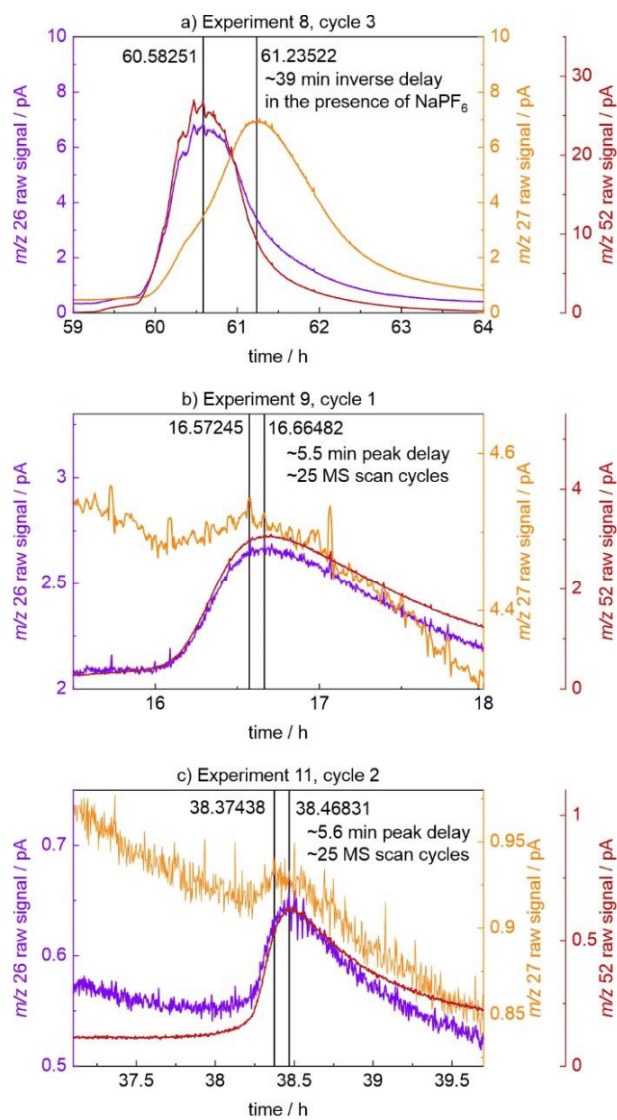 a) Experiment 8, cycle 3
m/z 26 raw signal / pA
10
8
6
4
2
0
60.58251
61.23522
~39 min inverse delay
in the presence of NaPF₆
10
8
6
4
2
0
m/z 27 raw signal / pA
35
30
20
10
0
m/z 52 raw signal / pA
59 60 61 62 63 64
time / h
b) Experiment 9, cycle 1
m/z 26 raw signal / pA
3
2.5
2
16.57245
16.66482
~5.5 min peak delay
~25 MS scan cycles
4.6
4.4
m/z 27 raw signal / pA
4
2
0
m/z 52 raw signal / pA
16 17 18
time / h
c) Experiment 11, cycle 2
m/z 26 raw signal / pA
0.7
0.6
0.5
38.37438
38.46831
~5.6 min peak delay
~25 MS scan cycles
0.95
0.9
0.85
m/z 27 raw signal / pA
1
0.5
0
m/z 52 raw signal / pA
37.5 38 38.5 39 39.5
time / h